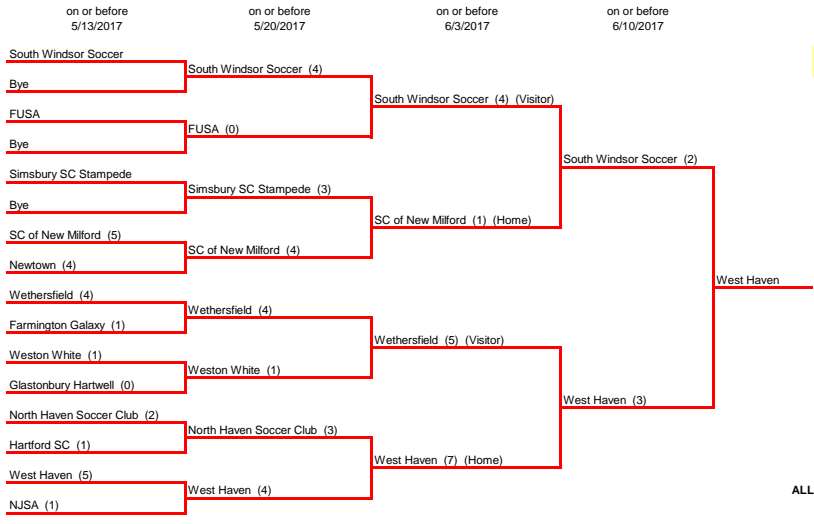 on or before
5/13/2017
on or before
5/20/2017
on or before
6/3/2017
on or before
6/10/2017
South Windsor Soccer
Bye
FUSA
Bye
Simsbury SC Stampede
Bye
SC of New Milford (5)
Newtown (4)
Wethersfield (4)
Farmington Galaxy (1)
Weston White (1)
Glastonbury Hartwell (0)
North Haven Soccer Club (2)
Hartford SC (1)
West Haven (5)
NJSA (1)
South Windsor Soccer (4)
FUSA (0)
Simsbury SC Stampede (3)
SC of New Milford (4)
Wethersfield (4)
Weston White (1)
North Haven Soccer Club (3)
West Haven (4)
South Windsor Soccer (4) (Visitor)
SC of New Milford (1) (Home)
Wethersfield (5) (Visitor)
West Haven (7) (Home)
South Windsor Soccer (2)
West Haven (3)
West Haven
ALL